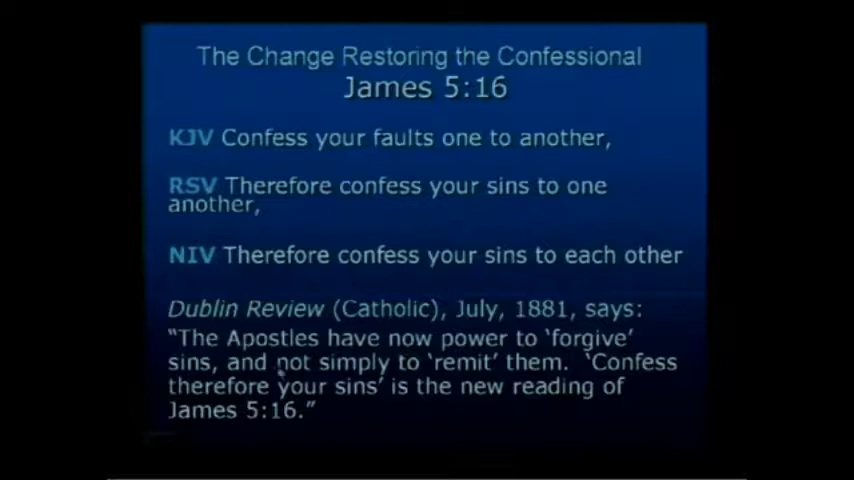 The Change Restoring the Confessional
James 5:16
KJV Confess your faults one to another,
RSV Therefore confess your sins to one
another,
NIV Therefore confess your sins to each other
Dublin Review (Catholic), July, 1881, says:
“The Apostles have now power to ‘forgive’
sins, and not simply to ‘remit’ them. ‘Confess
therefore your sins’ is the new reading of
James 5:16.”